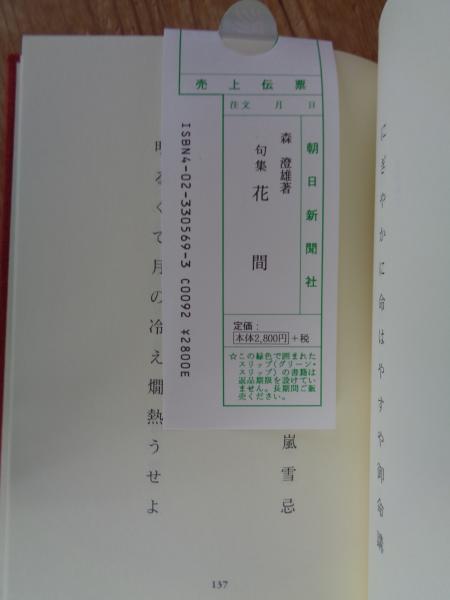 にぎやかに命はやすや御命講
売上伝票
注文 月 日
朝日新聞社
森 澄雄著
句集 花 間
定価：
本体2,800円＋税
☆この緑色で囲まれた
スリップ(グリーン・
スリップ)の書籍は
返品期限を設けてい
ません。長期間ご販
売ください。
ISBN4-02-330569-3 C0092 ¥2800E
嵐雪忌
明るくて月の冷え燗熱うせよ
137